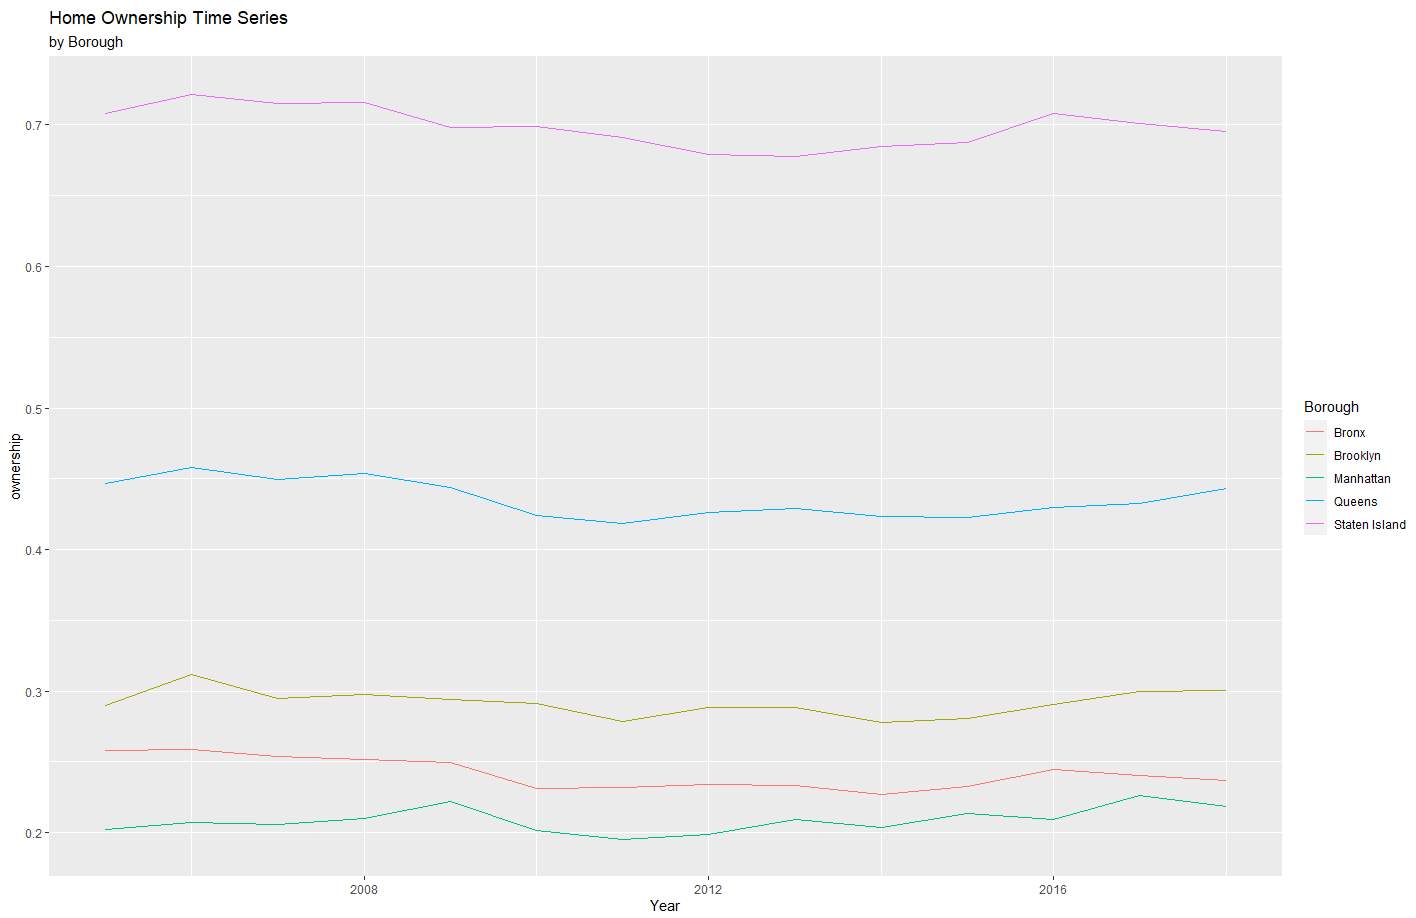 Home Ownership Time Series
by Borough
0.7
0.6
0.5
0.4
0.3
0.2
ownership
2008 2012 2016
Year
Borough
Bronx
Brooklyn
Manhattan
Queens
Staten Island